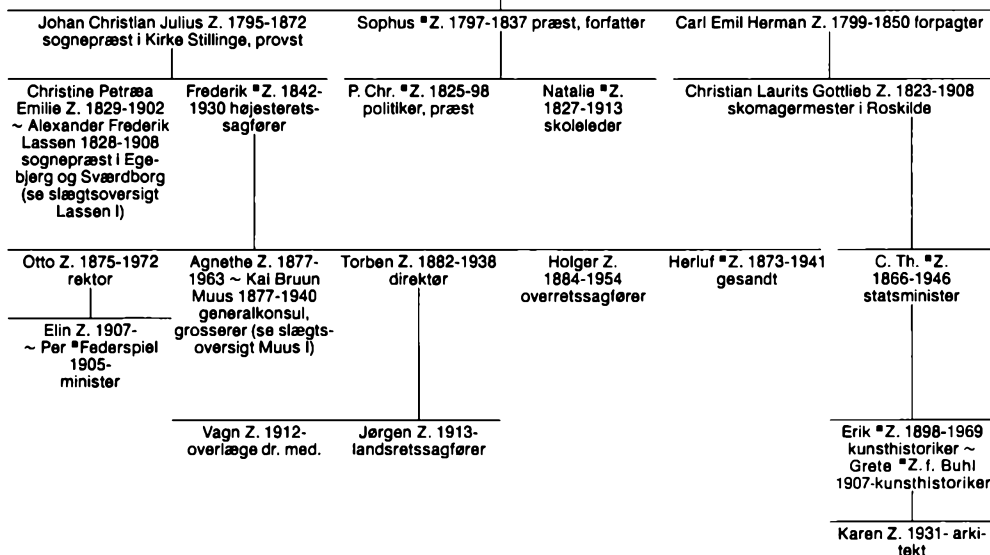 Johan Christian Julius Z. 1795-1872
sognepræst i Kirke Stillinge, provst
Sophus ■Z. 1797-1837 præst, forfatter
Carl Emil Herman Z. 1799-1850 forpagter
Christine Petræa
Emilie Z. 1829-1902
~ Alexander Frederik
Lassen 1828-1908
sognepræst i Ege-
bjerg og Sværdborg
(se slægtsoversigt
Lassen I)
Frederik ■Z. 1842-
1930 højesterets-
sagfører
P. Chr. ■Z. 1825-98
politiker, præst
Natalie ■Z.
1827-1913
skoleleder
Christian Laurits Gottlieb Z. 1823-1908
skomagermester i Roskilde
Otto Z. 1875-1972
rektor
Agnethe Z. 1877-
1963 ~ Kai Bruun
Muus 1877-1940
generalkonsul,
grosserer (se slægts-
oversigt Muus I)
Torben Z. 1882-1938
direktør
Holger Z.
1884-1954
overretssagfører
Herluf ■Z. 1873-1941
gesandt
C. Th. ■Z.
1866-1946
statsminister
Elin Z. 1907-
~ Per ■Federspiel
1905-
minister
Vagn Z. 1912-
overlæge dr. med.
Jørgen Z. 1913-
landsretssagfører
Erik ■Z. 1898-1969
kunsthistoriker ~
Grete ■Z. f. Buhl
1907-kunsthistoriker
Karen Z. 1931- arki-
tekt